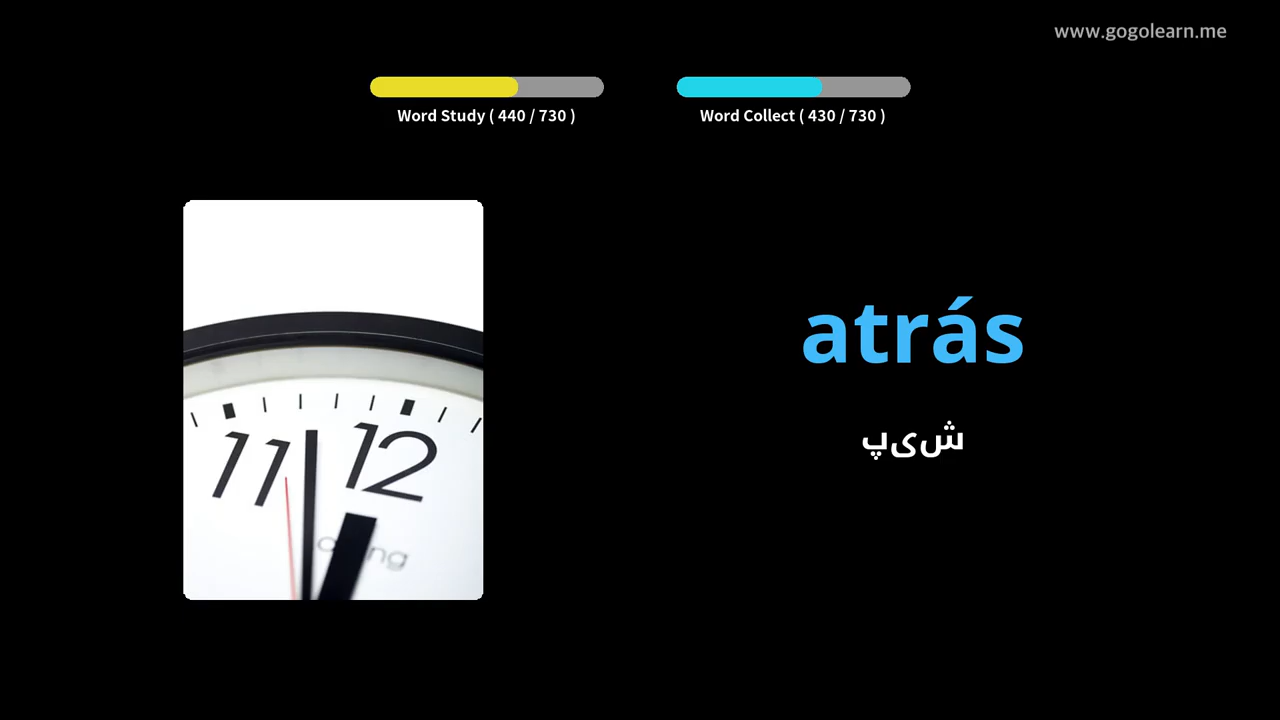 www.gogolearn.me
Word Study ( 440 / 730 )
Word Collect ( 430 / 730 )
atrás
پیش
11 12